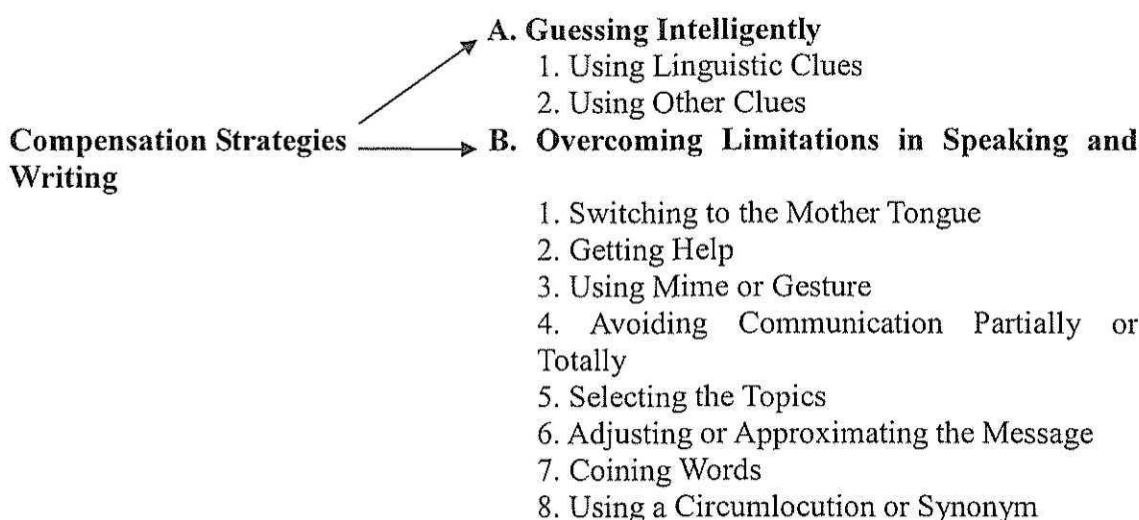 A. Guessing Intelligently
1. Using Linguistic Clues
2. Using Other Clues
Compensation Strategies
B. Overcoming Limitations in Speaking and
Writing
1. Switching to the Mother Tongue
2. Getting Help
3. Using Mime or Gesture
4. Avoiding Communication Partially or
Totally
5. Selecting the Topics
6. Adjusting or Approximating the Message
7. Coining Words
8. Using a Circumlocution or Synonym